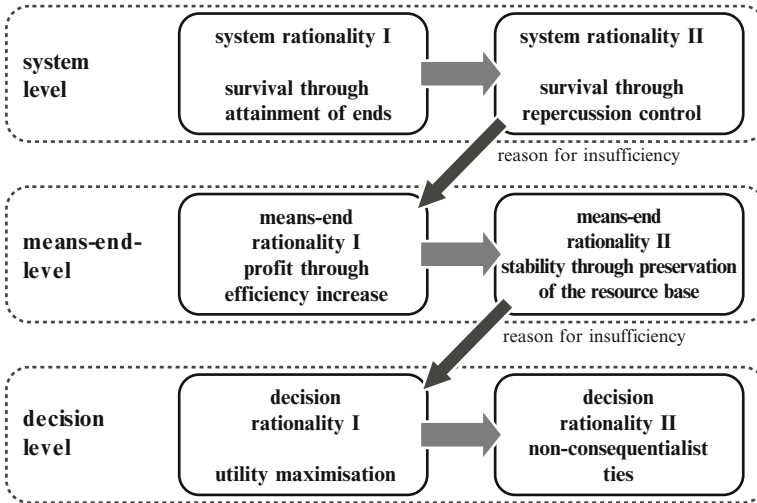 system
level
system rationality I
survival through
attainment of ends
system rationality II
survival through
repercussion control
reason for insufficiency
means-end-
level
means-end
rationality I
profit through
efficiency increase
means-end
rationality II
stability through preservation
of the resource base
reason for insufficiency
decision
level
decision
rationality I
utility maximisation
decision
rationality II
non-consequentialist
ties